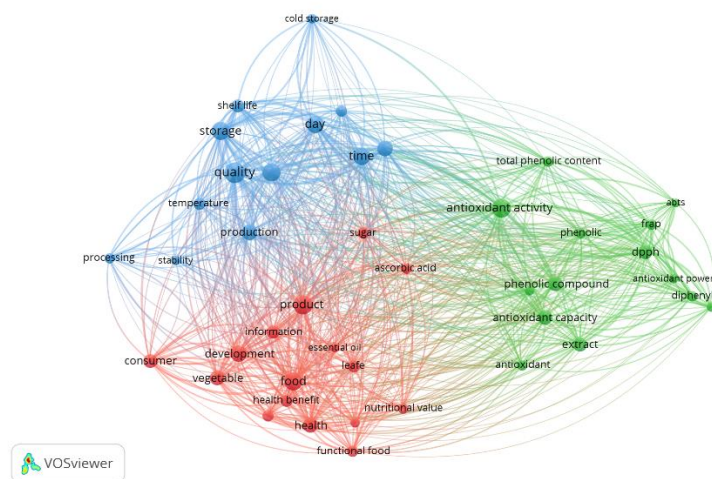 cold storage
shelf life
storage
day
time
quality
temperature
production
processing
stability
total phenolic content
antioxidant activity
abts
frap
phenolic
dpph
antioxidant power
diphenyl
phenolic compound
antioxidant capacity
extract
antioxidant
sugar
ascorbic acid
product
information
essential oil
development
consumer
vegetable
food
leafe
health benefit
nutritional value
health
functional food
VOSviewer